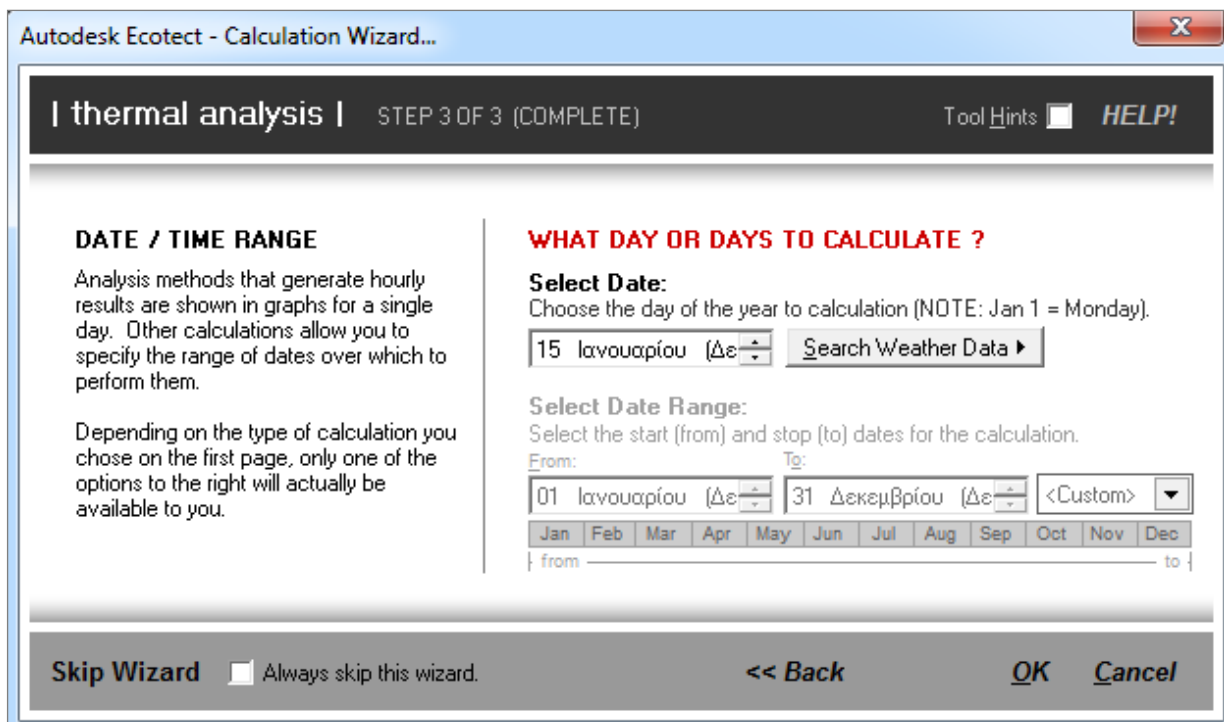 Autodesk Ecotect - Calculation Wizard...
| thermal analysis | STEP 3 OF 3 (COMPLETE) Tool Hints HELP!
DATE / TIME RANGE
Analysis methods that generate hourly
results are shown in graphs for a single
day. Other calculations allow you to
specify the range of dates over which to
perform them.
Depending on the type of calculation you
chose on the first page, only one of the
options to the right will actually be
available to you.
WHAT DAY OR DAYS TO CALCULATE ?
Select Date:
Choose the day of the year to calculation (NOTE: Jan 1 = Monday).
15 Ιανουαρίου (Δε Search Weather Data
Select Date Range:
Select the start (from) and stop (to) dates for the calculation.
From: To:
01 Ιανουαρίου (Δε 31 Δεκεμβρίου (Δε <Custom>
Jan Feb Mar Apr May Jun Jul Aug Sep Oct Nov Dec
from to
Skip Wizard Always skip this wizard. << Back OK Cancel